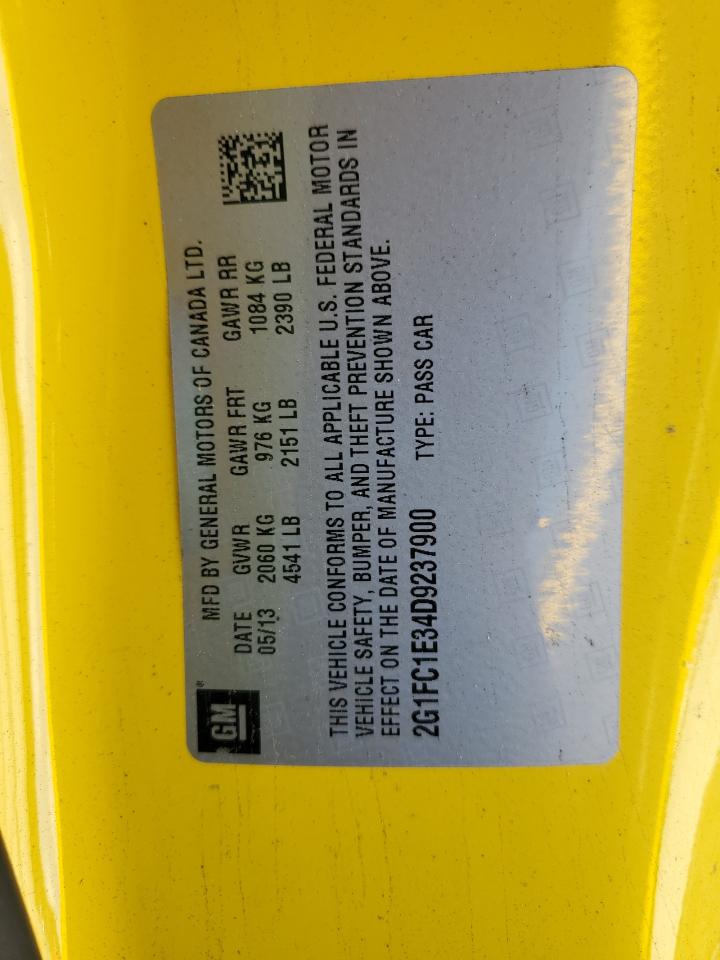 GM®
MFD BY GENERAL MOTORS OF CANADA LTD.
DATE GVWR GAWR FRT GAWR RR
05/13 2060 KG 976 KG 1084 KG
4541 LB 2151 LB 2390 LB
THIS VEHICLE CONFORMS TO ALL APPLICABLE U.S. FEDERAL MOTOR
VEHICLE SAFETY, BUMPER, AND THEFT PREVENTION STANDARDS IN
EFFECT ON THE DATE OF MANUFACTURE SHOWN ABOVE.
2G1FC1E34D9237900 TYPE: PASS CAR